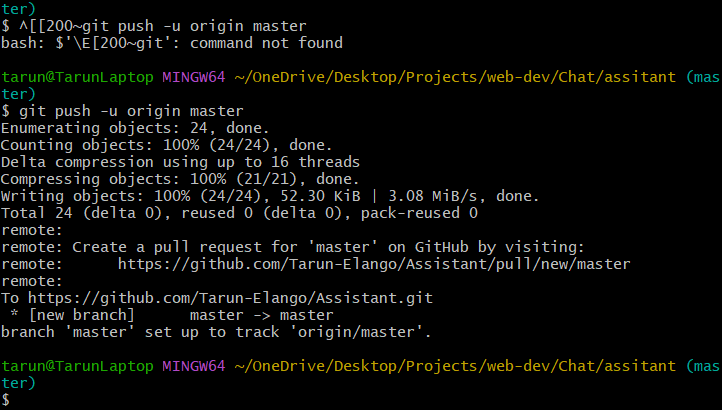 ter)
$ ^[[200~git push -u origin master
bash: $'\E[200~git': command not found
tarun@TarunLaptop MINGW64 ~/OneDrive/Desktop/Projects/web-dev/Chat/assitant (mas
ter)
$ git push -u origin master
Enumerating objects: 24, done.
Counting objects: 100% (24/24), done.
Delta compression using up to 16 threads
Compressing objects: 100% (21/21), done.
Writing objects: 100% (24/24), 52.30 KiB | 3.08 MiB/s, done.
Total 24 (delta 0), reused 0 (delta 0), pack-reused 0
remote:
remote: Create a pull request for 'master' on GitHub by visiting:
remote:      https://github.com/Tarun-Elango/Assistant/pull/new/master
remote:
To https://github.com/Tarun-Elango/Assistant.git
 * [new branch]      master -> master
branch 'master' set up to track 'origin/master'.
tarun@TarunLaptop MINGW64 ~/OneDrive/Desktop/Projects/web-dev/Chat/assitant (mas
ter)
$